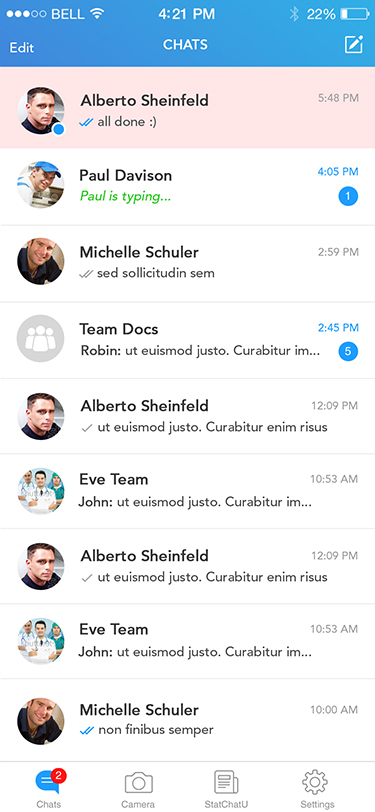 BELL 4:21 PM 22%
Edit CHATS
Alberto Sheinfeld 5:48 PM
all done :)
Paul Davison 4:05 PM
Paul is typing... 1
Michelle Schuler 2:59 PM
sed sollicitudin sem
Team Docs 2:45 PM
Robin: ut euismod justo. Curabitur im... 5
Alberto Sheinfeld 12:09 PM
ut euismod justo. Curabitur enim risus
Eve Team 10:53 AM
John: ut euismod justo. Curabitur im...
Alberto Sheinfeld 12:09 PM
ut euismod justo. Curabitur enim risus
Eve Team 10:53 AM
John: ut euismod justo. Curabitur im...
Michelle Schuler 10:00 AM
non finibus semper
2
Chats Camera StatChatU Settings